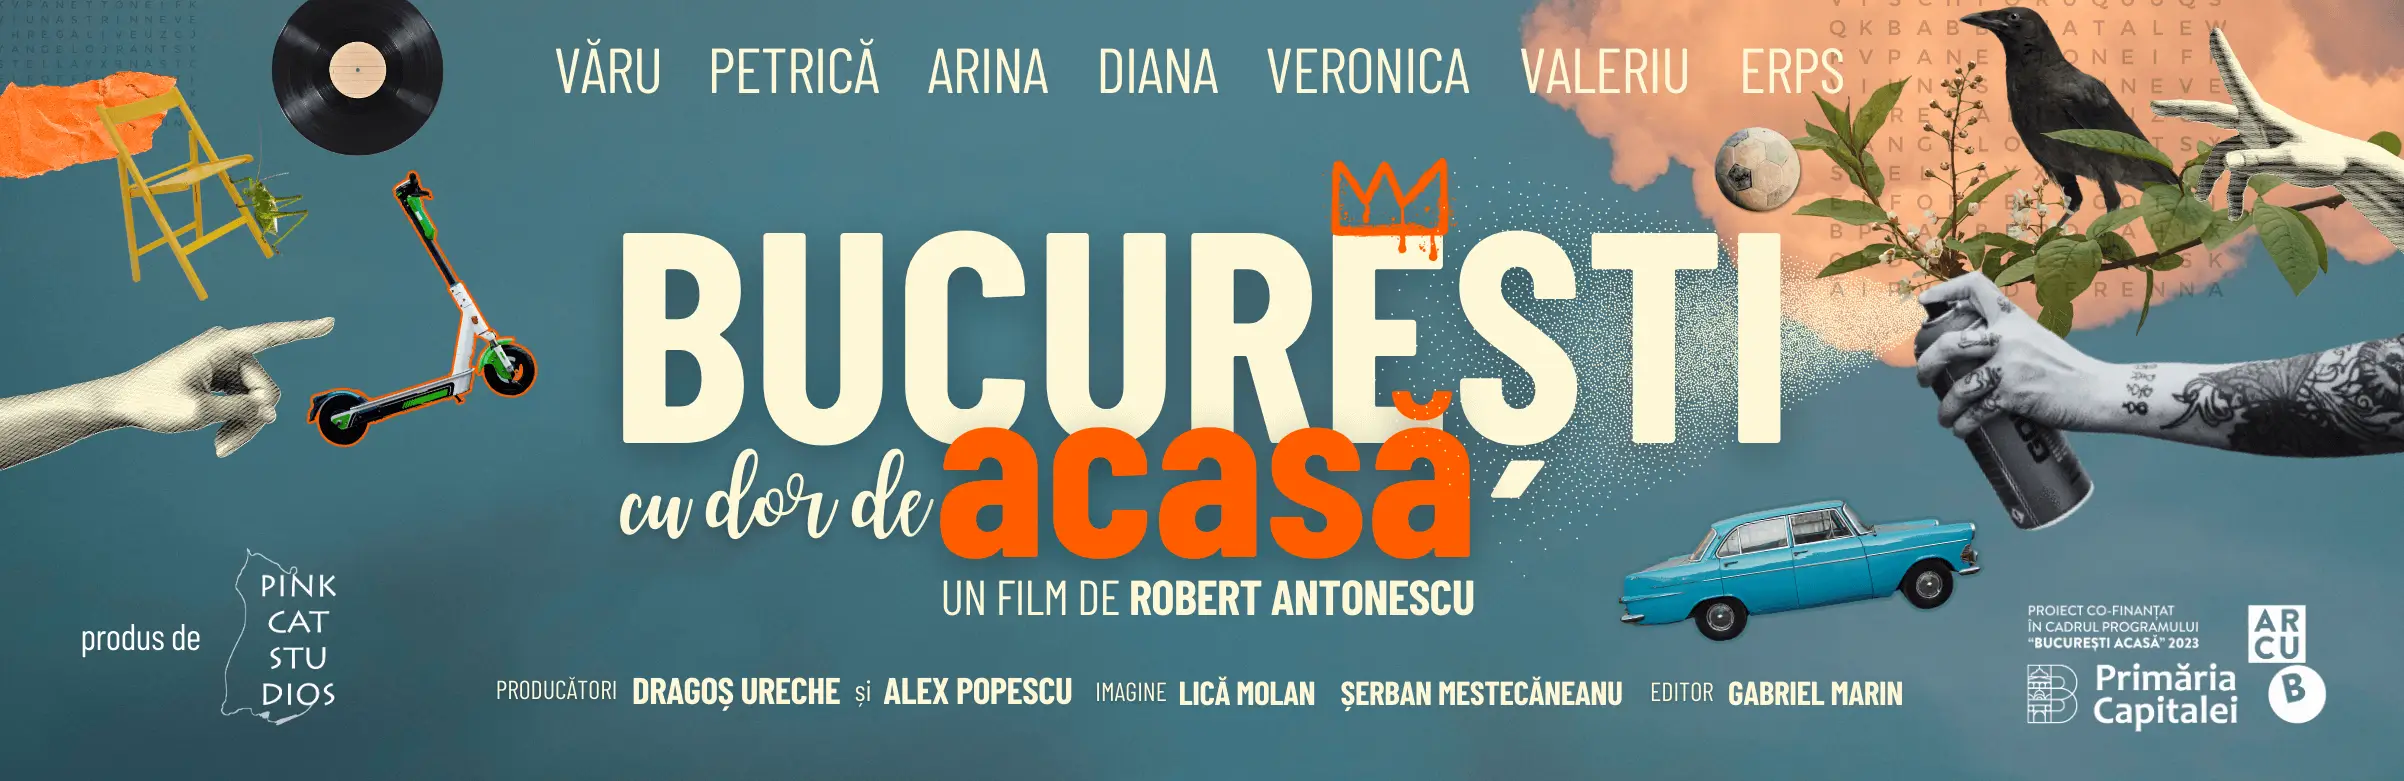 VĂRU PETRICĂ ARINA DIANA VERONICA VALERIU ERPS
BUCUREȘTI
cu dor de acasă
UN FILM DE ROBERT ANTONESCU
produs de
PINK
CAT
STU
DIOS
PRODUCĂTORI DRAGOȘ URECHE și ALEX POPESCU IMAGINE LICĂ MOLAN ȘERBAN MESTECĂNEANU EDITOR GABRIEL MARIN
PROIECT CO-FINANȚAT
ÎN CADRUL PROGRAMULUI
“BUCUREȘTI ACASĂ” 2023
Primăria
Capitalei
AR
CU
B